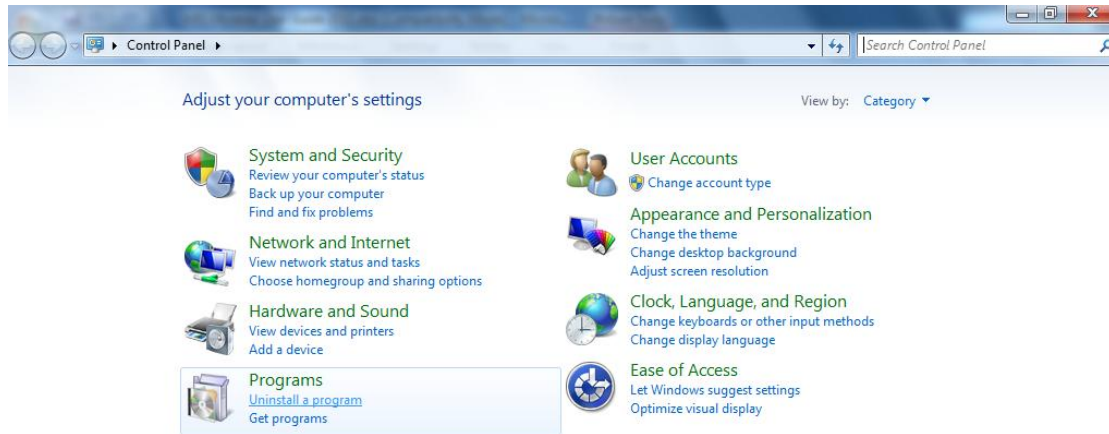 Control Panel
Search Control Panel
Adjust your computer's settings
View by: Category
System and Security
Review your computer's status
Back up your computer
Find and fix problems
Network and Internet
View network status and tasks
Choose homegroup and sharing options
Hardware and Sound
View devices and printers
Add a device
Programs
Uninstall a program
Get programs
User Accounts
Change account type
Appearance and Personalization
Change the theme
Change desktop background
Adjust screen resolution
Clock, Language, and Region
Change keyboards or other input methods
Change display language
Ease of Access
Let Windows suggest settings
Optimize visual display